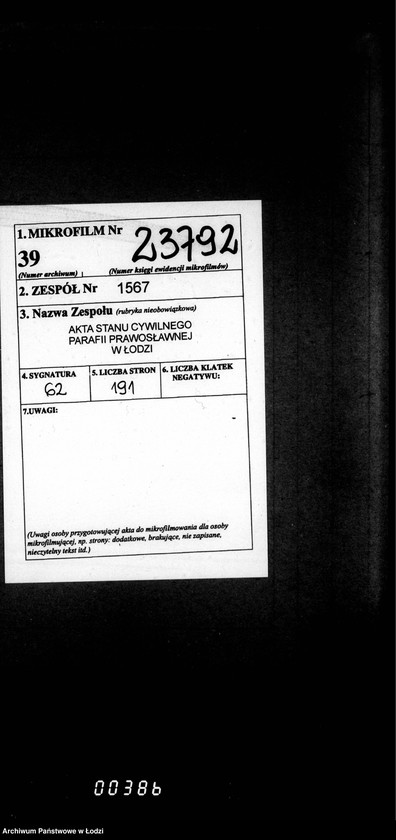 1. MIKROFILM Nr 23792
39
(Numer archiwum) (Numer księgi ewidencji mikrofilmów)
2. ZESPÓŁ Nr 1567
3. Nazwa Zespołu (rubryka nieobowiązkowa)
AKTA STANU CYWILNEGO
PARAFII PRAWOSŁAWNEJ
W ŁODZI
4. SYGNATURA 5. LICZBA STRON 6. LICZBA KLATEK
NEGATYWU:
62 191
7.UWAGI:
(Uwagi osoby przygotowującej akta do mikrofilmowania dla osoby
mikrofilmującej, np. strony: dodatkowe, brakujące, nie zapisane,
nieczytelny tekst itd.)
00386
Archiwum Państwowe w Łodzi